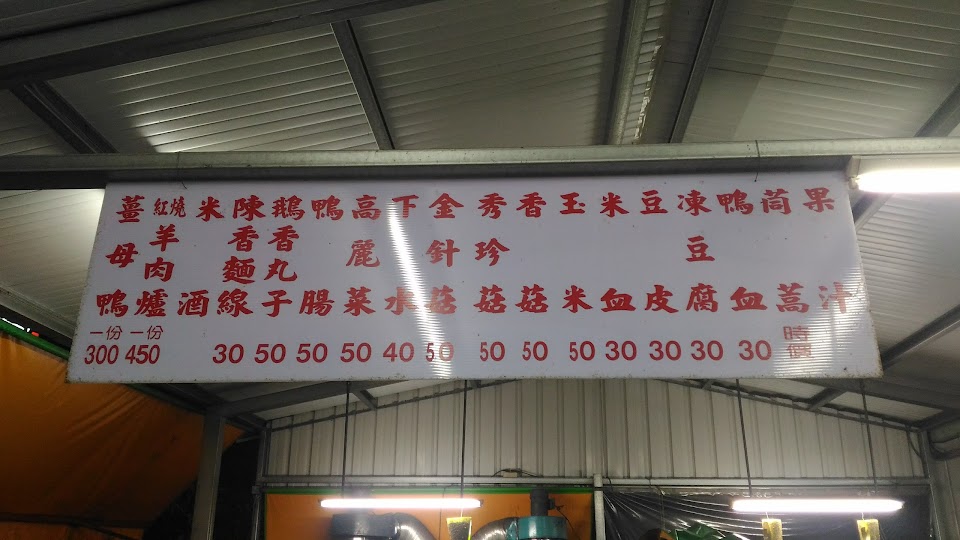 薑母鴨 一份 300
紅燒羊肉爐 一份 450
米酒
陳香麵線 30
鵝香丸子 50
鴨腸 50
高麗菜 50
下水 40
金針菇 50
秀珍菇 50
香菇 50
玉米 50
米血 30
豆皮 30
凍豆腐 30
鴨血 30
茼蒿 時價
果汁